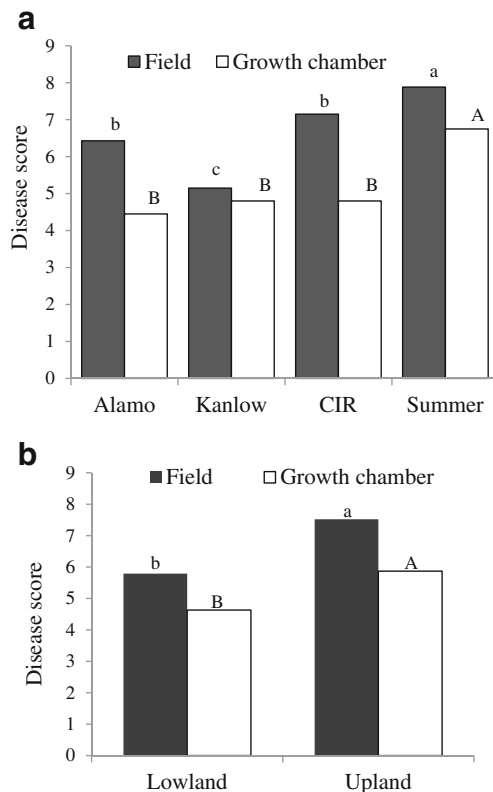 a
9
8
7
6
5
4
3
2
1
0
Disease score
Field Growth chamber
b B c B b B a A
Alamo Kanlow CIR Summer
b
9
8
7
6
5
4
3
2
1
0
Disease score
Field Growth chamber
b B a A
Lowland Upland